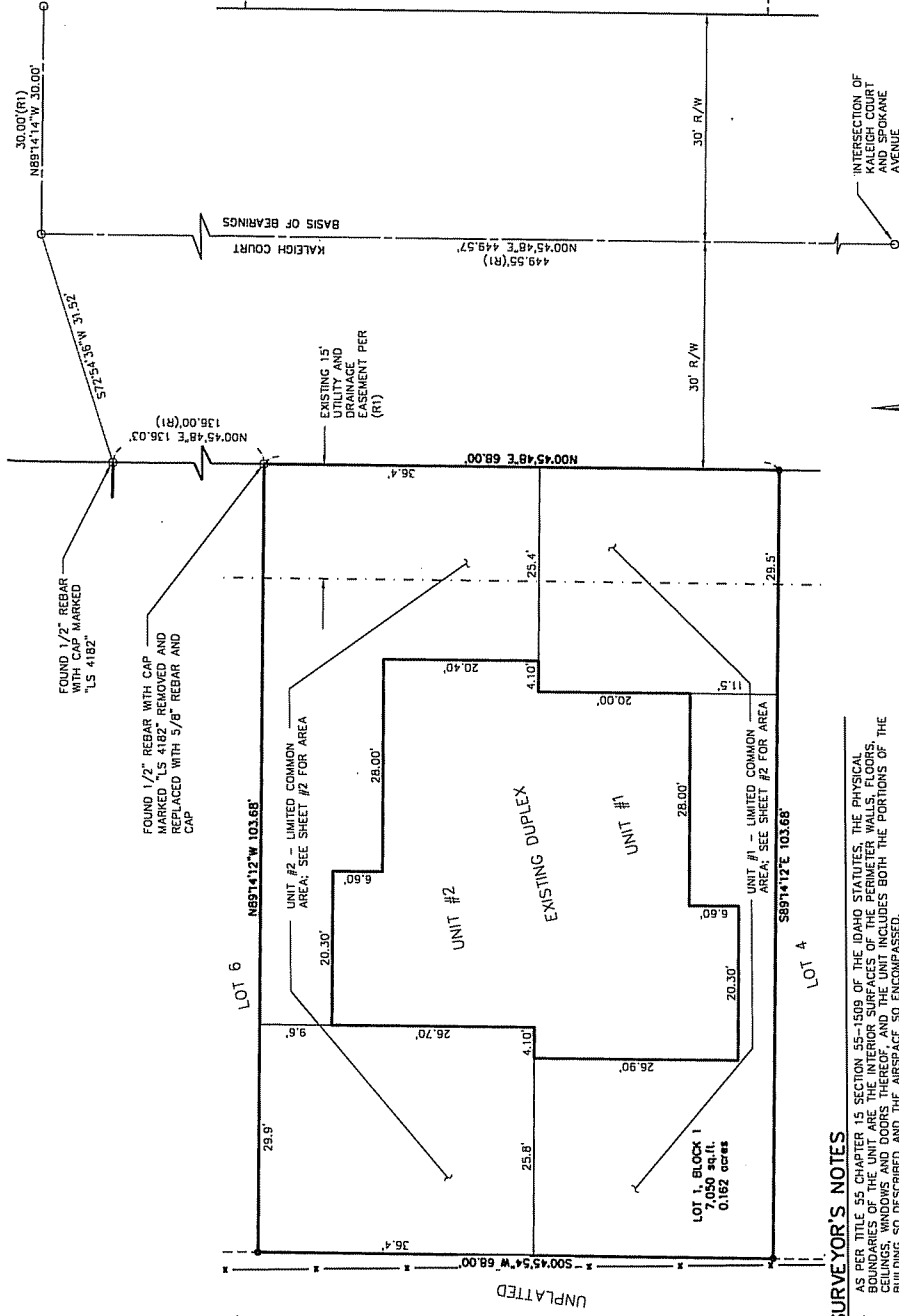 30.00'(R1)
N89°14'14"W 30.00'
KALEIGH COURT
BASIS OF BEARINGS
449.55'(R1)
N00°45'48"E 449.57'
S72°54'36"W 31.52'
136.00'(R1)
N00°45'48"E 136.03'
30' R/W
30' R/W
INTERSECTION OF
KALEIGH COURT
AND SPOKANE
AVENUE
EXISTING 15'
UTILITY AND
DRAINAGE
EASEMENT PER
(R1)
FOUND 1/2" REBAR
WITH CAP MARKED
"LS 4182"
FOUND 1/2" REBAR WITH CAP
MARKED "LS 4182" REMOVED AND
REPLACED WITH 5/8" REBAR AND
CAP
N00°45'48"E 68.00'
36.4'
25.4'
29.5'
N89°14'12"W 103.68'
LOT 6
UNIT #2 - LIMITED COMMON
AREA; SEE SHEET #2 FOR AREA
20.40'
4.10'
20.00'
11.5'
28.00'
28.00'
6.60'
6.60'
20.30'
20.30'
UNIT #2
EXISTING DUPLEX
UNIT #1
UNIT #1 - LIMITED COMMON
AREA; SEE SHEET #2 FOR AREA
S89°14'12"E 103.68'
LOT 4
9.6'
26.70'
4.10'
26.90'
29.9'
25.8'
LOT 1, BLOCK 1
7,050 sq.ft.
0.162 acres
36.4'
S00°45'54"W 68.00'
UNPLATTED
SURVEYOR'S NOTES
AS PER TITLE 55 CHAPTER 15 SECTION 55-1509 OF THE IDAHO STATUTES, THE PHYSICAL
BOUNDARIES OF THE UNIT ARE THE INTERIOR SURFACES OF THE PERIMETER WALLS, FLOORS,
CEILINGS, WINDOWS AND DOORS THEREOF, AND THE UNIT INCLUDES BOTH THE PORTIONS OF THE
BUILDING SO DESCRIBED AND THE AIRSPACE SO ENCOMPASSED.